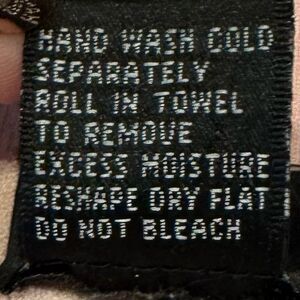 HAND WASH COLD
SEPARATELY
ROLL IN TOWEL
TO REMOVE
EXCESS MOISTURE
RESHAPE DRY FLAT
DO NOT BLEACH